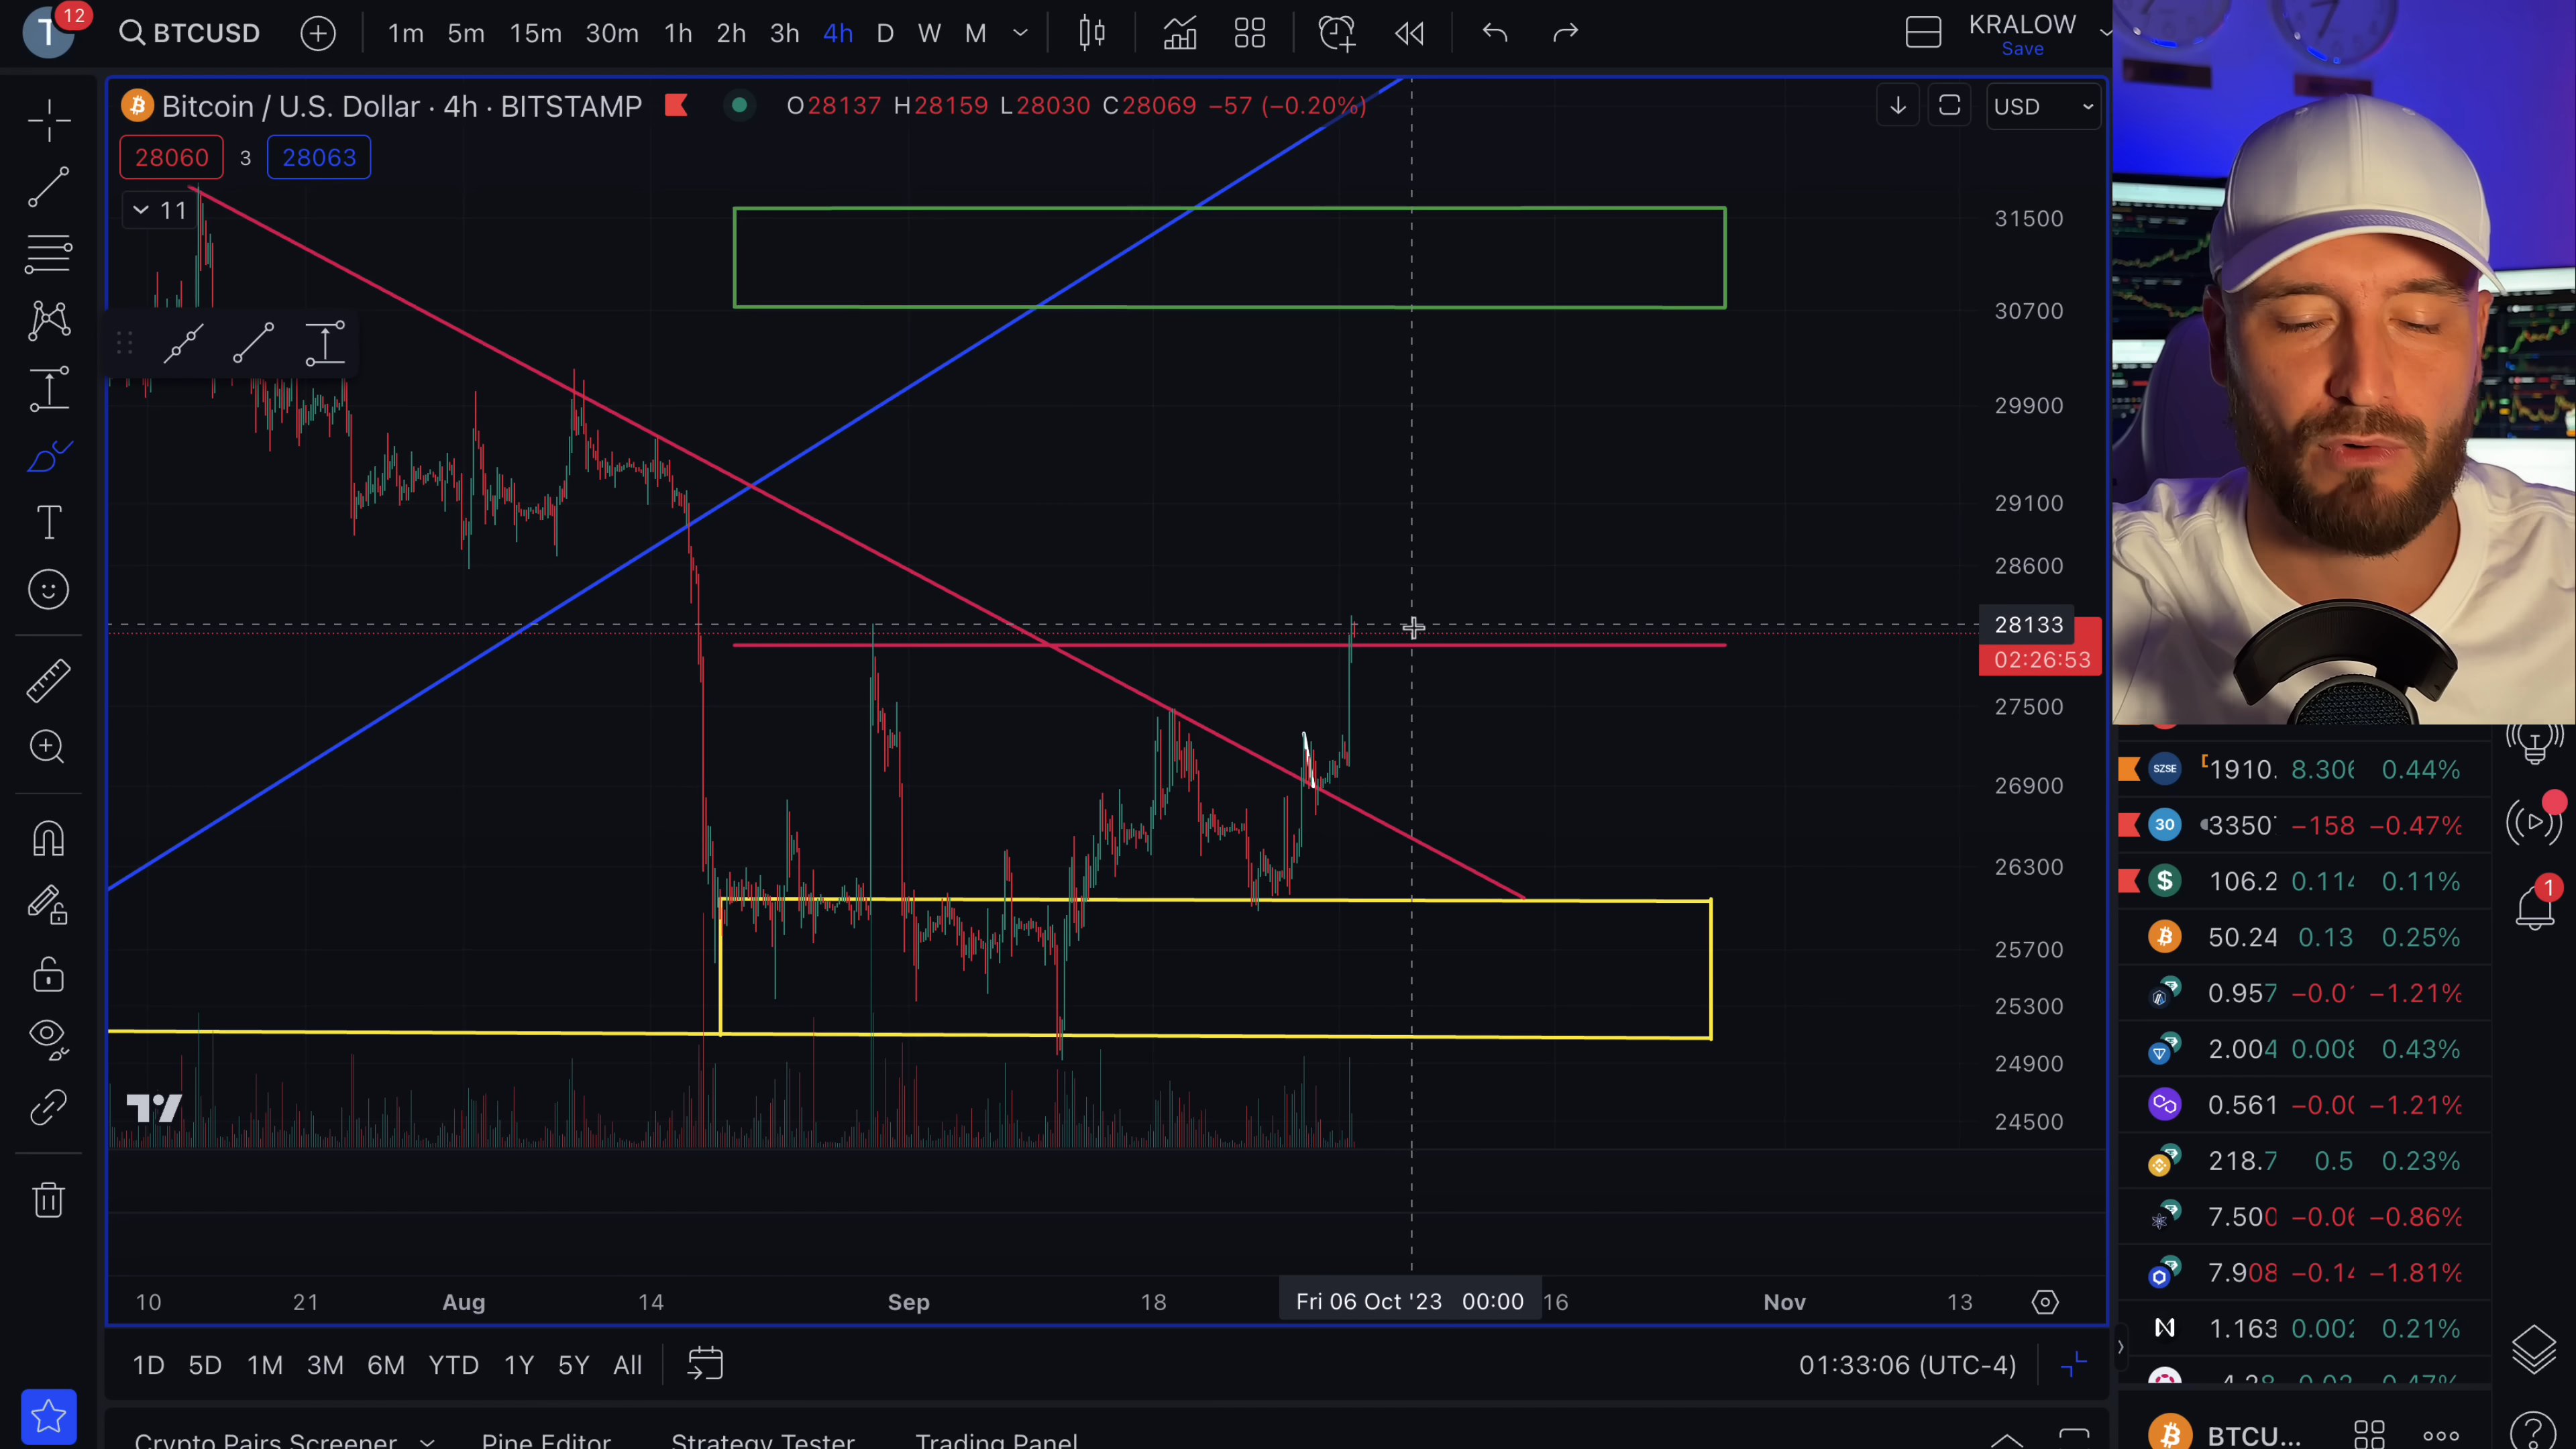 T 12 BTCUSD 1m 5m 15m 30m 1h 2h 3h 4h D W M KRALOW
Save
Bitcoin / U.S. Dollar · 4h · BITSTAMP O28137 H28159 L28030 C28069 −57 (−0.20%) USD
28060 3 28063
11
31500
30700
29900
29100
28600
28133
02:26:53
27500
26900
26300
25700
25300
24900
24500
10 21 Aug 14 Sep 18 Fri 06 Oct '23 00:00 16 Nov 13
1D 5D 1M 3M 6M YTD 1Y 5Y All 01:33:06 (UTC-4)
Crypto Pairs Screener Pine Editor Strategy Tester Trading Panel
SZSE 1910. 8.306 0.44%
30 3350 −158 −0.47%
$ 106.2 0.114 0.11%
50.24 0.13 0.25%
0.957 −0.0 −1.21%
2.004 0.008 0.43%
0.561 −0.00 −1.21%
218.7 0.5 0.23%
7.500 −0.06 −0.86%
7.908 −0.14 −1.81%
1.163 0.002 0.21%
BTCU...
1